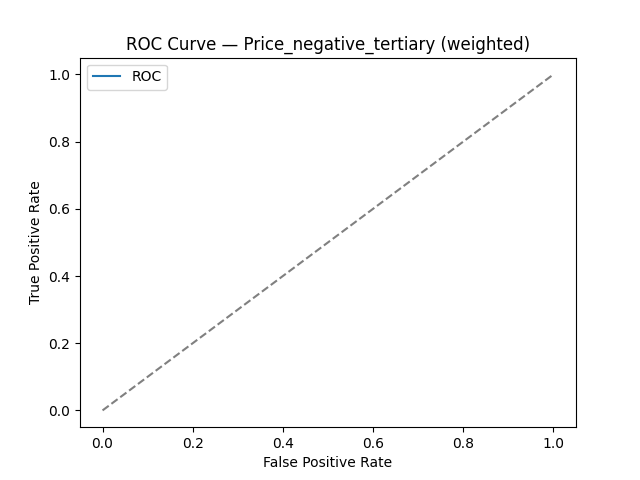 ROC Curve — Price_negative_tertiary (weighted)
ROC
1.0
0.8
0.6
0.4
0.2
0.0
True Positive Rate
0.0 0.2 0.4 0.6 0.8 1.0
False Positive Rate